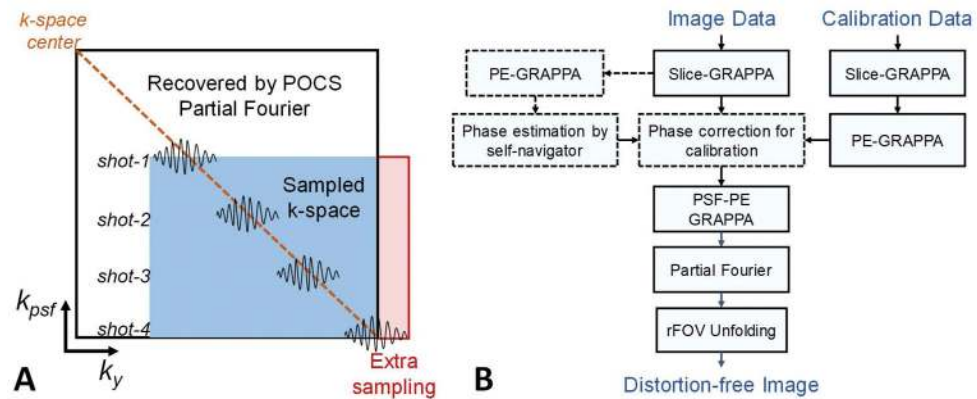 k-space
center
Recovered by POCS
Partial Fourier
shot-1
Sampled
k-space
shot-2
shot-3
shot-4
k_psf
k_y
Extra
sampling
A
Image Data
Calibration Data
PE-GRAPPA
Slice-GRAPPA
Slice-GRAPPA
Phase estimation by
self-navigator
Phase correction for
calibration
PE-GRAPPA
PSF-PE
GRAPPA
Partial Fourier
rFOV Unfolding
Distortion-free Image
B